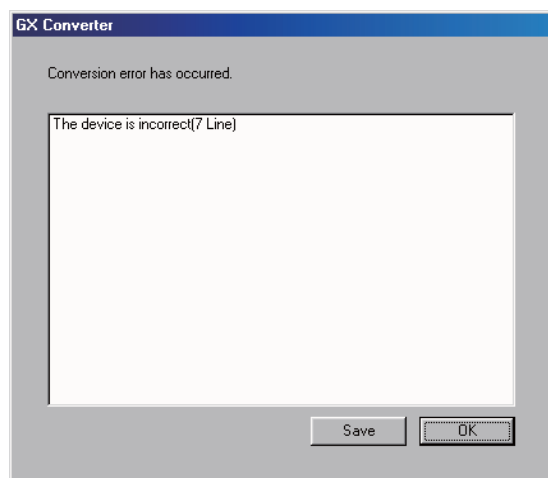 GX Converter
Conversion error has occurred.
The device is incorrect(7 Line)
Save
OK